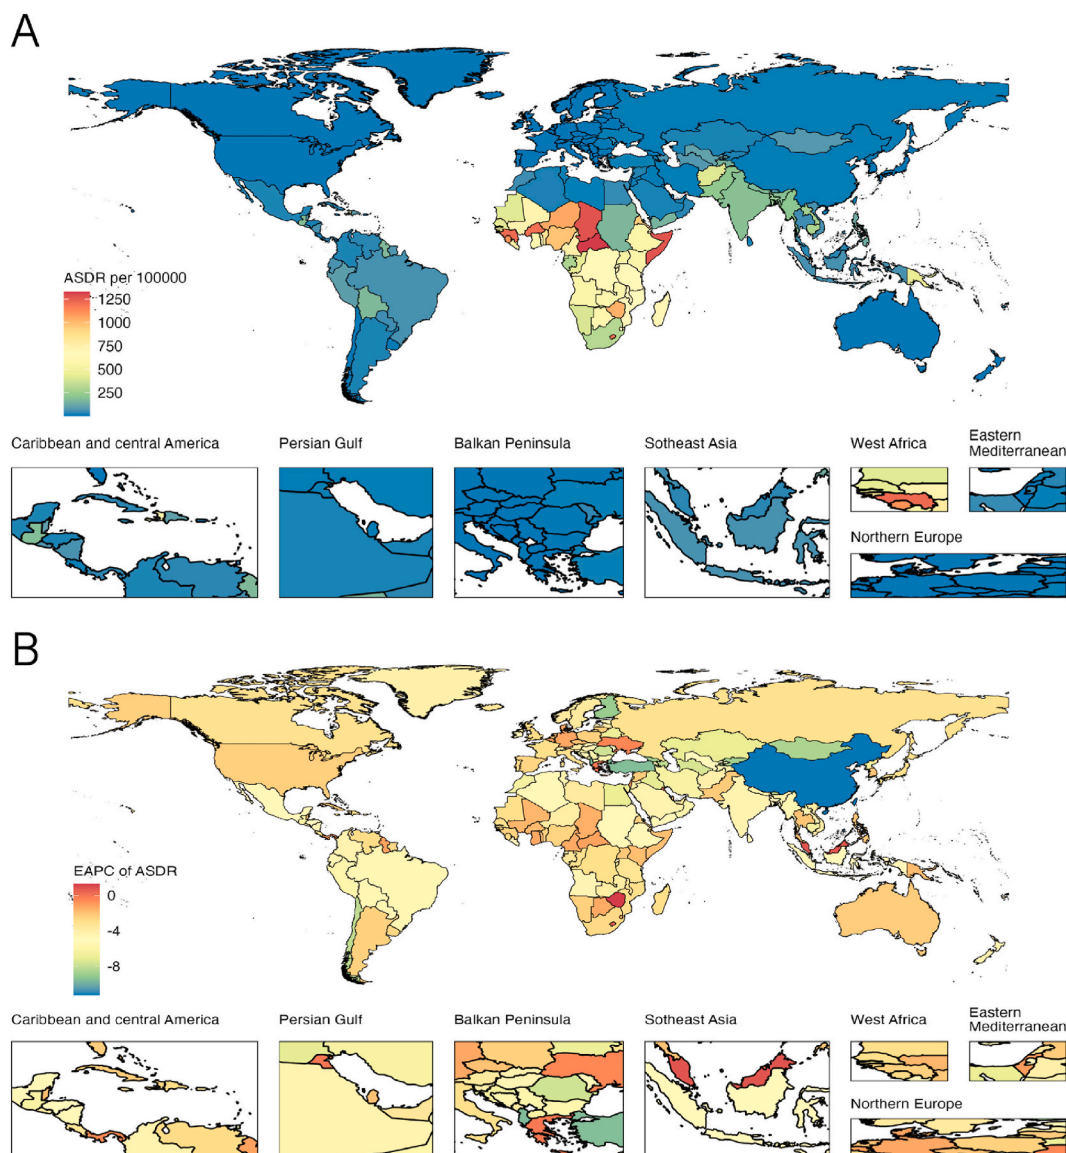 A
ASDR per 100000
1250
1000
750
500
250
Caribbean and central America
Persian Gulf
Balkan Peninsula
Sotheast Asia
West Africa
Eastern
Mediterranean
Northern Europe
B
EAPC of ASDR
0
-4
-8
Caribbean and central America
Persian Gulf
Balkan Peninsula
Sotheast Asia
West Africa
Eastern
Mediterranean
Northern Europe